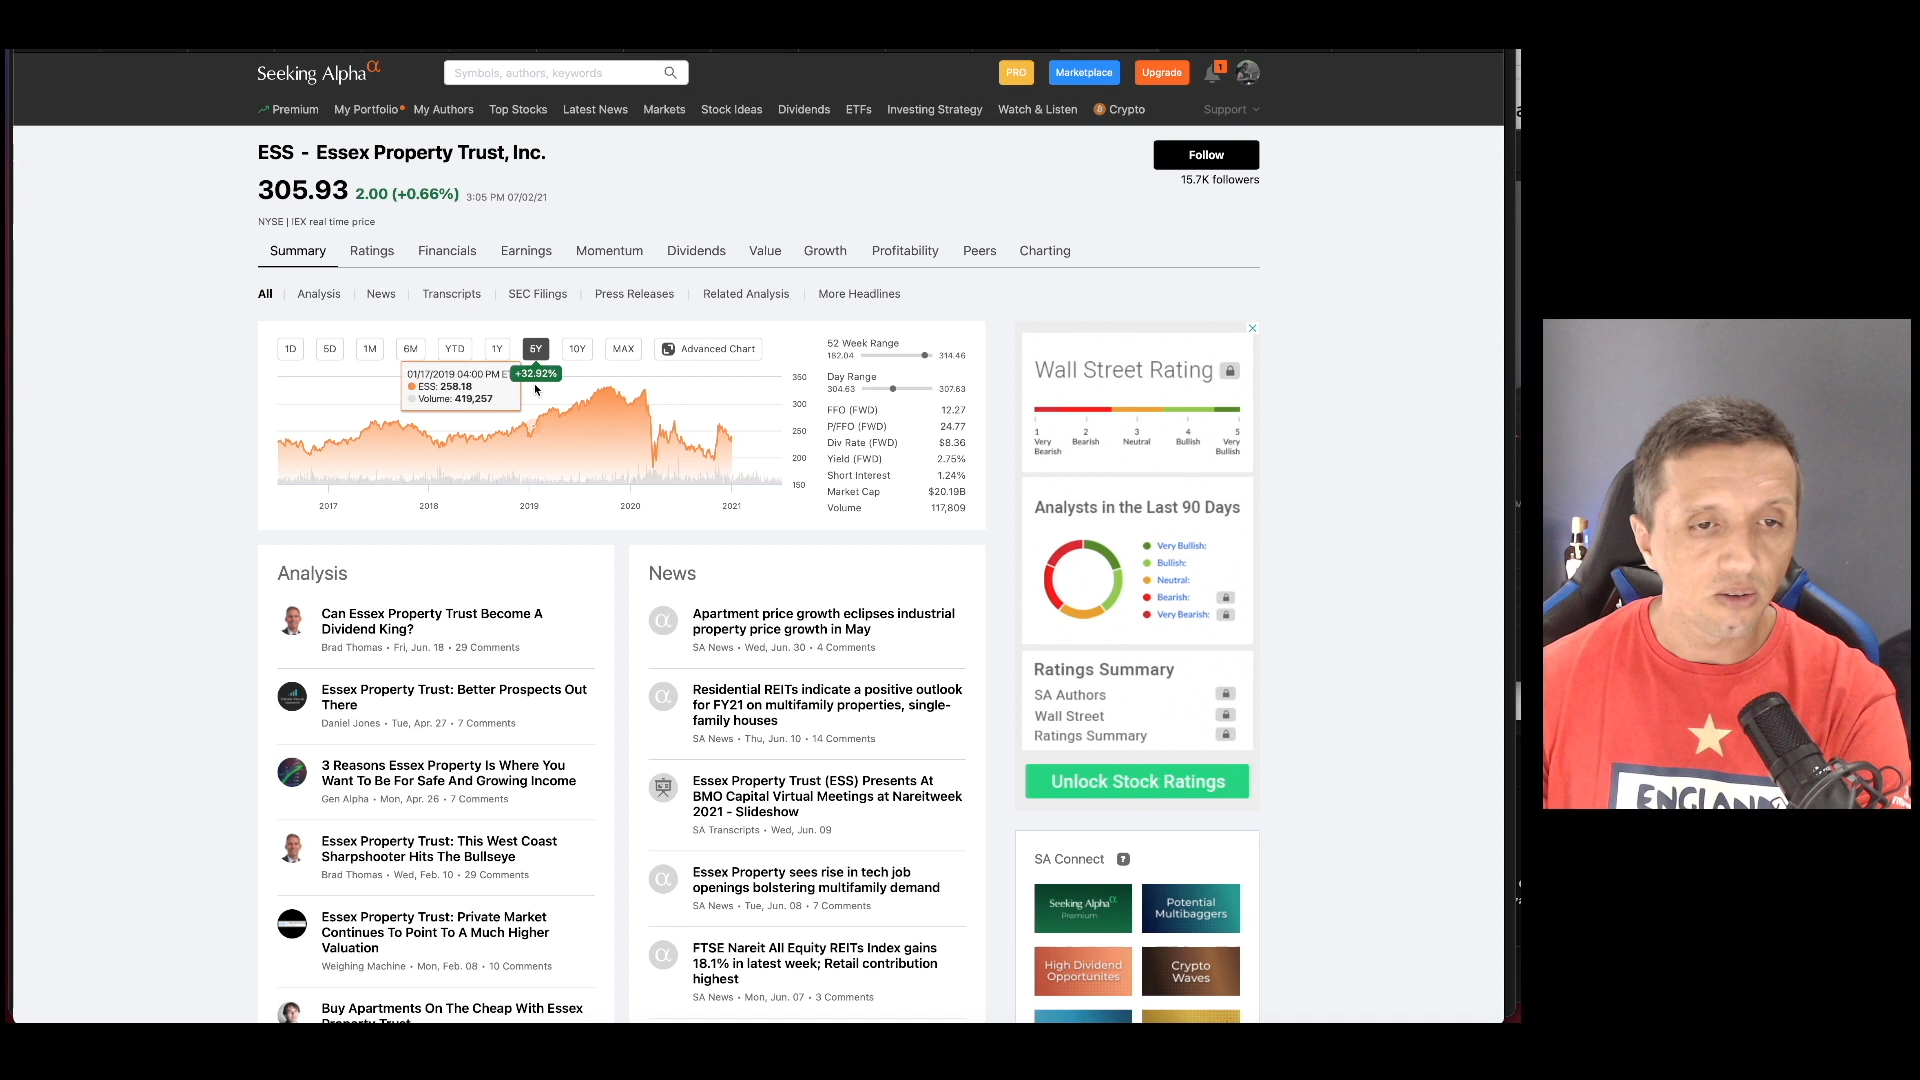 Seeking Alpha α
Symbols, authors, keywords
PRO
Marketplace
Upgrade
1
Premium
My Portfolio
My Authors
Top Stocks
Latest News
Markets
Stock Ideas
Dividends
ETFs
Investing Strategy
Watch & Listen
Crypto
Support
ESS - Essex Property Trust, Inc.
Follow
305.93 2.00 (+0.66%) 3:05 PM 07/02/21
15.7K followers
NYSE | IEX real time price
Summary
Ratings
Financials
Earnings
Momentum
Dividends
Value
Growth
Profitability
Peers
Charting
All
Analysis
News
Transcripts
SEC Filings
Press Releases
Related Analysis
More Headlines
1D
5D
1M
6M
YTD
1Y
5Y
10Y
MAX
Advanced Chart
01/17/2019 04:00 PM E
+32.92%
ESS: 258.18
Volume: 419,257
350
300
250
200
150
2017
2018
2019
2020
2021
52 Week Range
182.04
314.46
Day Range
304.63
307.63
FFO (FWD) 12.27
P/FFO (FWD) 24.77
Div Rate (FWD) $8.36
Yield (FWD) 2.75%
Short Interest 1.24%
Market Cap $20.19B
Volume 117,809
Analysis
Can Essex Property Trust Become A
Dividend King?
Brad Thomas • Fri, Jun. 18 • 29 Comments
Essex Property Trust: Better Prospects Out
There
Daniel Jones • Tue, Apr. 27 • 7 Comments
3 Reasons Essex Property Is Where You
Want To Be For Safe And Growing Income
Gen Alpha • Mon, Apr. 26 • 7 Comments
Essex Property Trust: This West Coast
Sharpshooter Hits The Bullseye
Brad Thomas • Wed, Feb. 10 • 29 Comments
Essex Property Trust: Private Market
Continues To Point To A Much Higher
Valuation
Weighing Machine • Mon, Feb. 08 • 10 Comments
Buy Apartments On The Cheap With Essex
Property Trust
News
Apartment price growth eclipses industrial
property price growth in May
SA News • Wed, Jun. 30 • 4 Comments
Residential REITs indicate a positive outlook
for FY21 on multifamily properties, single-
family houses
SA News • Thu, Jun. 10 • 14 Comments
Essex Property Trust (ESS) Presents At
BMO Capital Virtual Meetings at Nareitweek
2021 - Slideshow
SA Transcripts • Wed, Jun. 09
Essex Property sees rise in tech job
openings bolstering multifamily demand
SA News • Tue, Jun. 08 • 7 Comments
FTSE Nareit All Equity REITs Index gains
18.1% in latest week; Retail contribution
highest
SA News • Mon, Jun. 07 • 3 Comments
Wall Street Rating
1 2 3 4 5
Very
Bearish
Bearish
Neutral
Bullish
Very
Bullish
Analysts in the Last 90 Days
Very Bullish:
Bullish:
Neutral:
Bearish:
Very Bearish:
Ratings Summary
SA Authors
Wall Street
Ratings Summary
Unlock Stock Ratings
SA Connect ?
Seeking Alpha α
Premium
Potential
Multibaggers
High Dividend
Opportunites
Crypto
Waves
ENGLAND